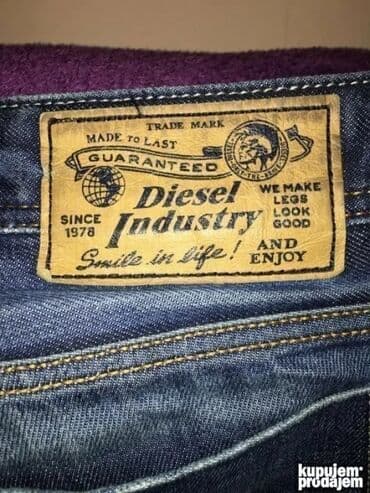 TRADE MARK
MADE TO LAST
GUARANTEED
Diesel
Industry
SINCE
1978
WE MAKE
LEGS
LOOK
GOOD
AND
ENJOY
Smile in life!
kupujem
prodajem